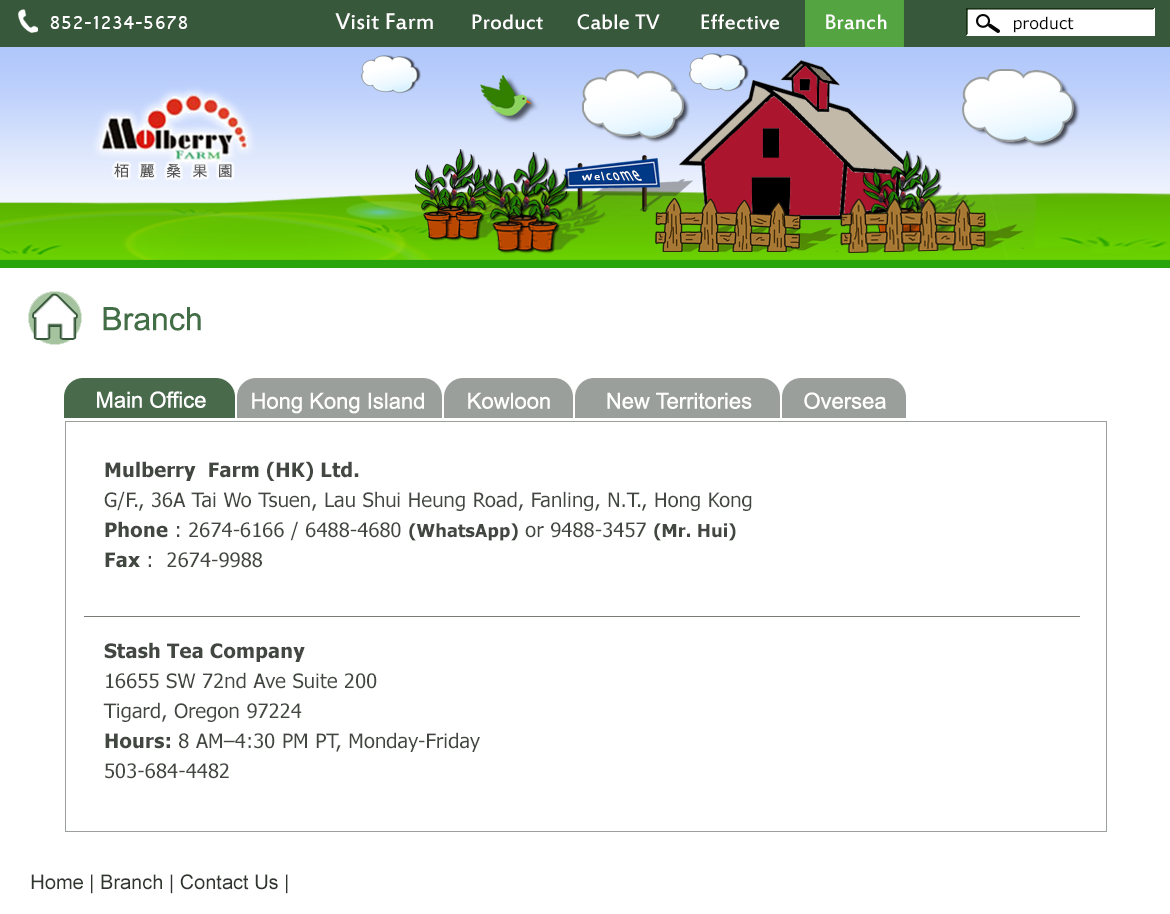 852-1234-5678 Visit Farm Product Cable TV Effective Branch product
Mulberry
FARM
栢麗桑果園
welcome
Branch
Main Office Hong Kong Island Kowloon New Territories Oversea
Mulberry Farm (HK) Ltd.
G/F., 36A Tai Wo Tsuen, Lau Shui Heung Road, Fanling, N.T., Hong Kong
Phone : 2674-6166 / 6488-4680 (WhatsApp) or 9488-3457 (Mr. Hui)
Fax : 2674-9988
Stash Tea Company
16655 SW 72nd Ave Suite 200
Tigard, Oregon 97224
Hours: 8 AM–4:30 PM PT, Monday-Friday
503-684-4482
Home | Branch | Contact Us |